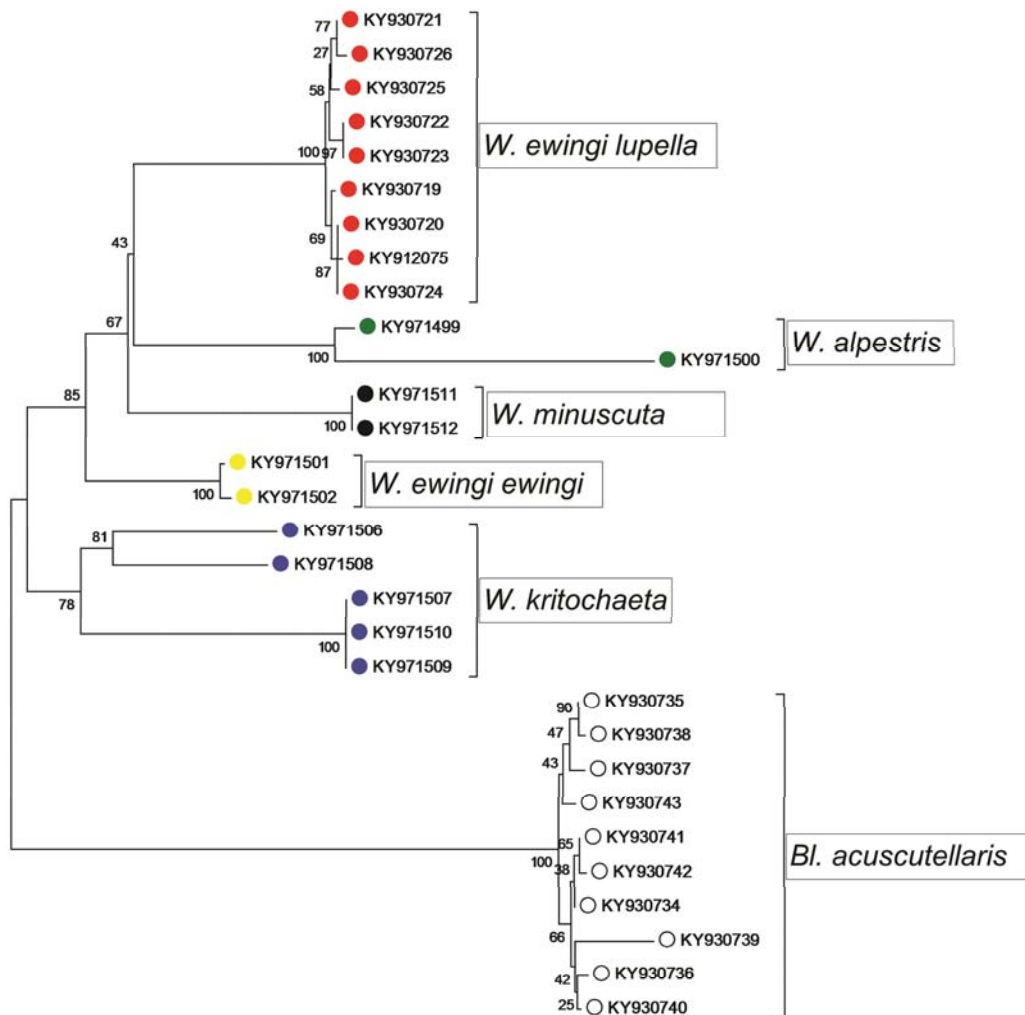 77
KY930721
27
KY930726
58
KY930725
KY930722
100
97
KY930723
W. ewingi lupella
KY930719
KY930720
69
KY912075
87
KY930724
43
KY971499
67
100
KY971500
W. alpestris
85
KY971511
100
KY971512
W. minuscuta
KY971501
100
KY971502
W. ewingi ewingi
81
KY971506
KY971508
78
KY971507
W. kritochaeta
KY971510
100
KY971509
90
KY930735
47
KY930738
43
KY930737
KY930743
65
KY930741
100
38
KY930742
Bl. acuscutellaris
KY930734
66
KY930739
42
KY930736
25
KY930740